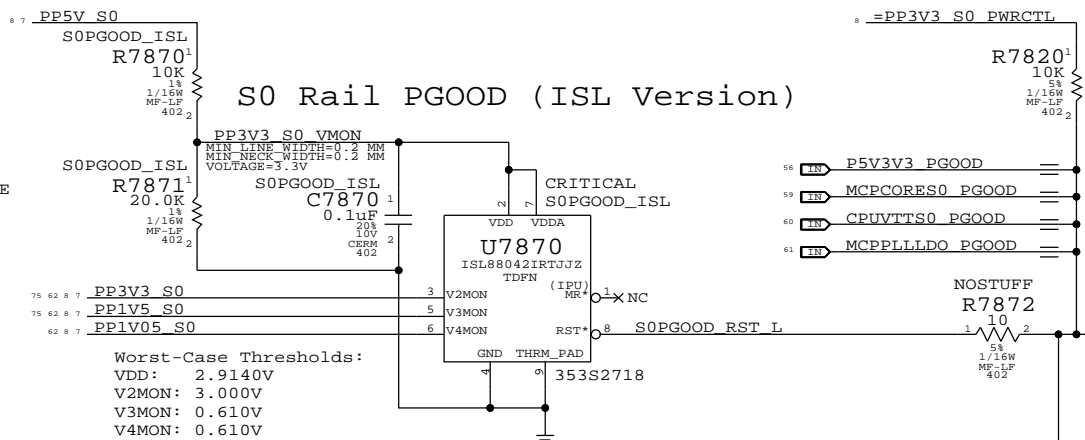 8 7 PP5V_S0
8 =PP3V3_S0_PWRCTL
S0PGOOD_ISL
R7870 1
10K
1%
1/16W
MF-LF
402 2
R7820 1
10K
5%
1/16W
MF-LF
402 2
S0 Rail PGOOD (ISL Version)
PP3V3_S0_VMON
MIN_LINE_WIDTH=0.2 MM
MIN_NECK_WIDTH=0.2 MM
VOLTAGE=3.3V
E
S0PGOOD_ISL
R7871 1
20.0K
1%
1/16W
MF-LF
402 2
S0PGOOD_ISL
C7870 1
0.1uF
20%
10V
CERM
402
2
CRITICAL
S0PGOOD_ISL
2 7
VDD VDDA
U7870
ISL88042IRTJJZ
TDFN
(IPU)
MR* 1 NC
56 IN P5V3V3_PGOOD
59 IN MCPCORES0_PGOOD
60 IN CPUVTTS0_PGOOD
61 IN MCPPLLLDO_PGOOD
75 62 8 7 PP3V3_S0 3 V2MON
75 62 8 7 PP1V5_S0 5 V3MON
62 8 7 PP1V05_S0 6 V4MON
RST* 8 S0PGOOD_RST_L
NOSTUFF
R7872
1 10 2
5%
1/16W
MF-LF
402
GND THRM_PAD
4 9
353S2718
Worst-Case Thresholds:
VDD: 2.9140V
V2MON: 3.000V
V3MON: 0.610V
V4MON: 0.610V